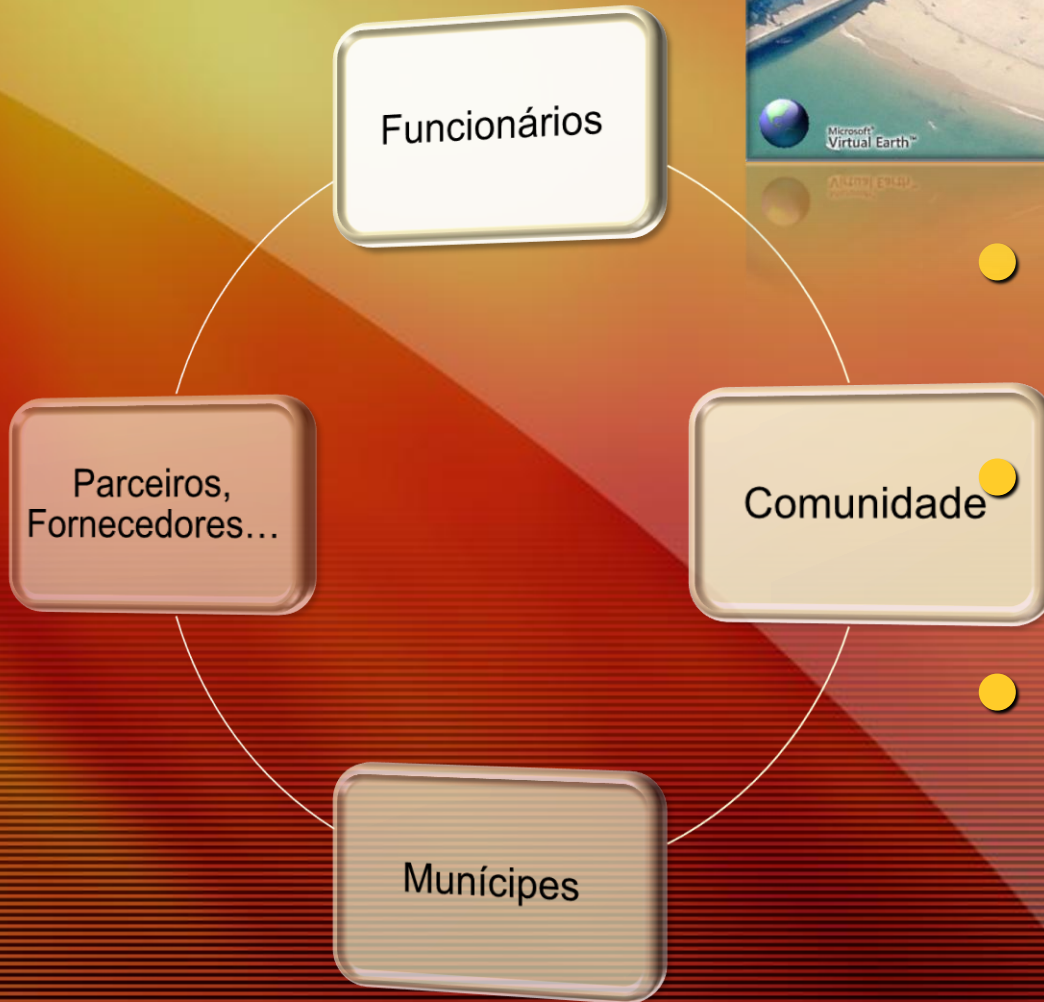 Funcionários
Microsoft®
Virtual Earth™
Parceiros,
Fornecedores...
Comunidade
Munícipes